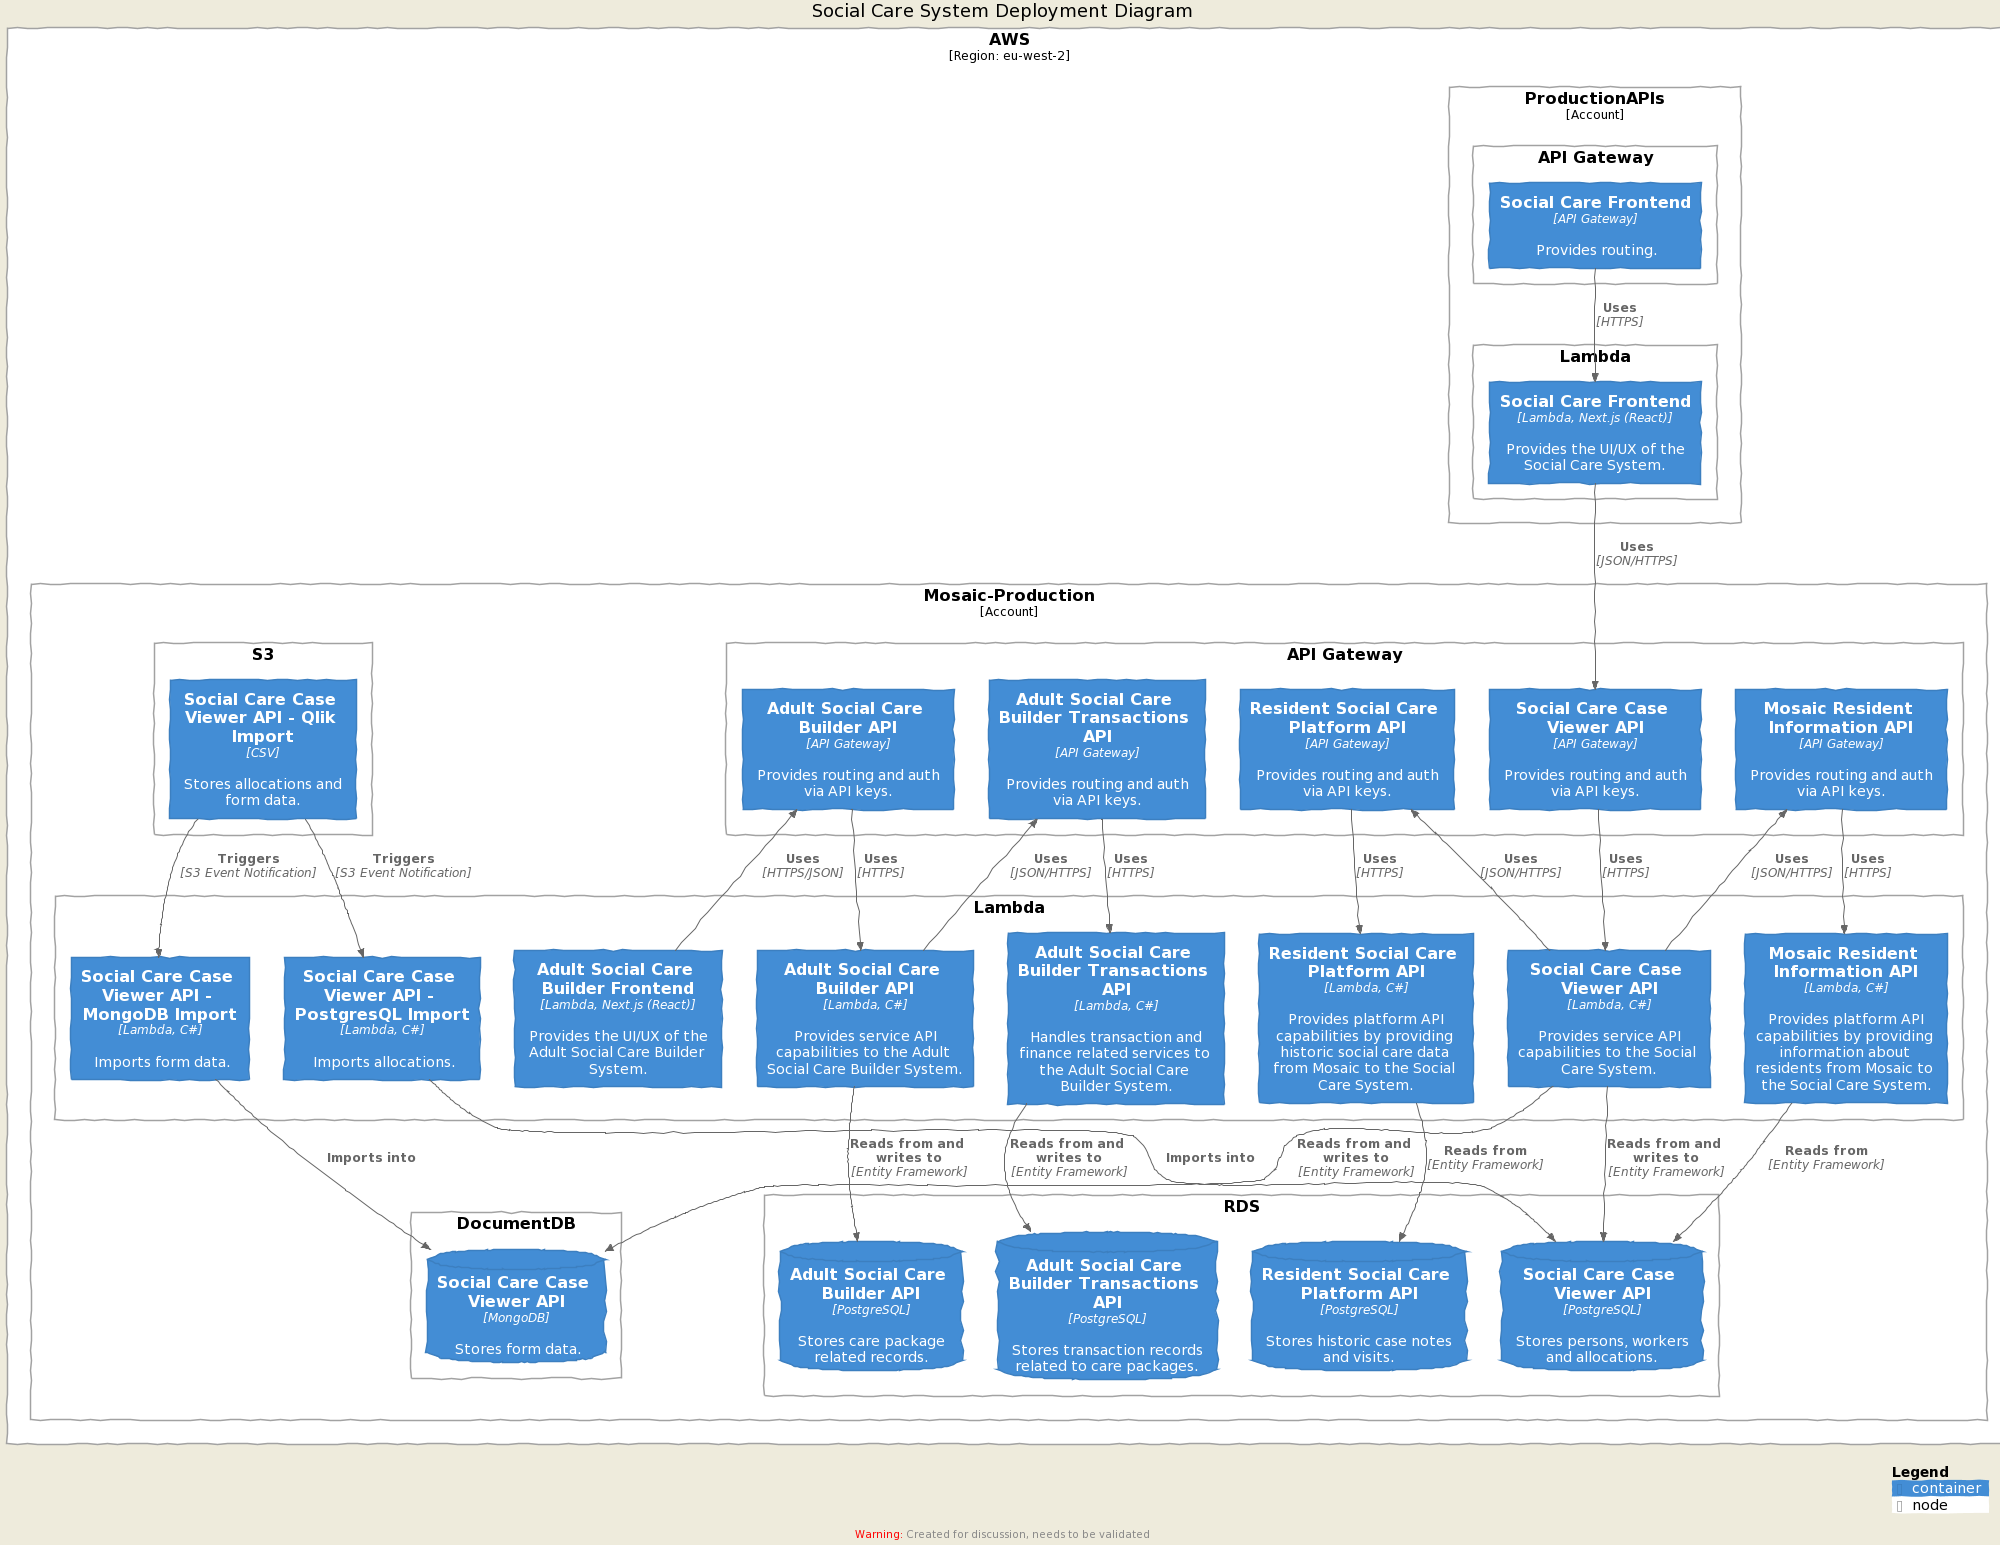 Social Care System Deployment Diagram
AWS
[Region: eu-west-2]
ProductionAPIs
[Account]
API Gateway
Social Care Frontend
[API Gateway]
Provides routing.
Uses
[HTTPS]
Lambda
Social Care Frontend
[Lambda, Next.js (React)]
Provides the UI/UX of the
Social Care System.
Uses
[JSON/HTTPS]
Mosaic-Production
[Account]
S3
Social Care Case
Viewer API - Qlik
Import
[CSV]
Stores allocations and
form data.
API Gateway
Adult Social Care
Builder API
[API Gateway]
Provides routing and auth
via API keys.
Adult Social Care
Builder Transactions
API
[API Gateway]
Provides routing and auth
via API keys.
Resident Social Care
Platform API
[API Gateway]
Provides routing and auth
via API keys.
Social Care Case
Viewer API
[API Gateway]
Provides routing and auth
via API keys.
Mosaic Resident
Information API
[API Gateway]
Provides routing and auth
via API keys.
Triggers
[S3 Event Notification]
Triggers
[S3 Event Notification]
Uses
[HTTPS/JSON]
Uses
[HTTPS]
Uses
[JSON/HTTPS]
Uses
[HTTPS]
Uses
[HTTPS]
Uses
[JSON/HTTPS]
Uses
[HTTPS]
Uses
[JSON/HTTPS]
Uses
[HTTPS]
Lambda
Social Care Case
Viewer API -
MongoDB Import
[Lambda, C#]
Imports form data.
Social Care Case
Viewer API -
PostgresQL Import
[Lambda, C#]
Imports allocations.
Adult Social Care
Builder Frontend
[Lambda, Next.js (React)]
Provides the UI/UX of the
Adult Social Care Builder
System.
Adult Social Care
Builder API
[Lambda, C#]
Provides service API
capabilities to the Adult
Social Care Builder System.
Adult Social Care
Builder Transactions
API
[Lambda, C#]
Handles transaction and
finance related services to
the Adult Social Care
Builder System.
Resident Social Care
Platform API
[Lambda, C#]
Provides platform API
capabilities by providing
historic social care data
from Mosaic to the Social
Care System.
Social Care Case
Viewer API
[Lambda, C#]
Provides service API
capabilities to the Social
Care System.
Mosaic Resident
Information API
[Lambda, C#]
Provides platform API
capabilities by providing
information about
residents from Mosaic to
the Social Care System.
Imports into
Reads from and
writes to
[Entity Framework]
Reads from and
writes to
[Entity Framework]
Imports into
Reads from and
writes to
[Entity Framework]
Reads from
[Entity Framework]
Reads from and
writes to
[Entity Framework]
Reads from
[Entity Framework]
DocumentDB
Social Care Case
Viewer API
[MongoDB]
Stores form data.
RDS
Adult Social Care
Builder API
[PostgreSQL]
Stores care package
related records.
Adult Social Care
Builder Transactions
API
[PostgreSQL]
Stores transaction records
related to care packages.
Resident Social Care
Platform API
[PostgreSQL]
Stores historic case notes
and visits.
Social Care Case
Viewer API
[PostgreSQL]
Stores persons, workers
and allocations.
Legend
container
node
Warning: Created for discussion, needs to be validated